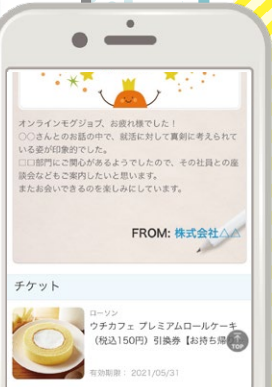 オンラインモグジョブ、お疲れ様でした！
〇〇さんとのお話の中で、就活に対して真剣に考えられて
いる姿が印象的でした。
□□部門にご関心があるようでしたので、その社員との座
談会などもご案内したいと思います。
またお会いできるのを楽しみにしています。
FROM: 株式会社△△
チケット
ローソン
ウチカフェ プレミアムロールケーキ
（税込150円）引換券【お持ち帰
TOP
有効期限： 2021/05/31